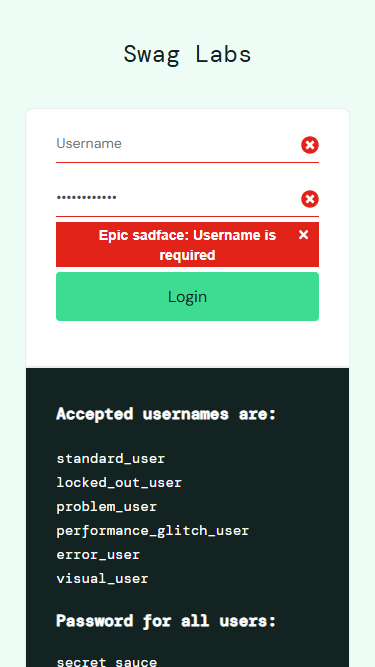 Swag Labs
Username
••••••••••••
Epic sadface: Username is
required
Login
Accepted usernames are:
standard_user
locked_out_user
problem_user
performance_glitch_user
error_user
visual_user
Password for all users:
secret_sauce